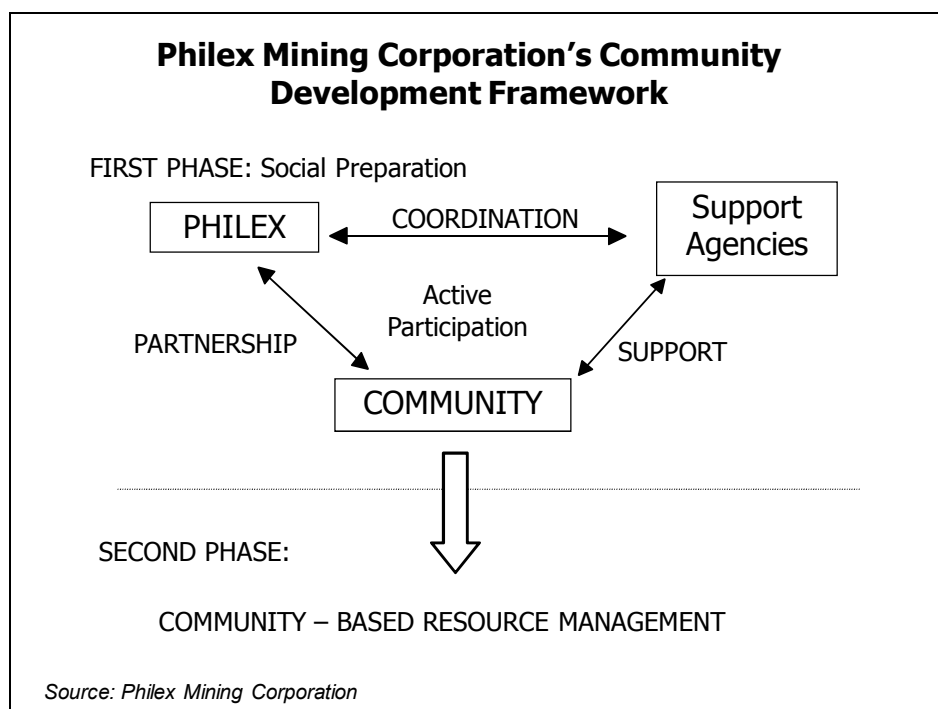 Philex Mining Corporation’s Community
Development Framework
FIRST PHASE: Social Preparation
PHILEX
COORDINATION
Support
Agencies
Active
Participation
PARTNERSHIP
SUPPORT
COMMUNITY
SECOND PHASE:
COMMUNITY – BASED RESOURCE MANAGEMENT
Source: Philex Mining Corporation